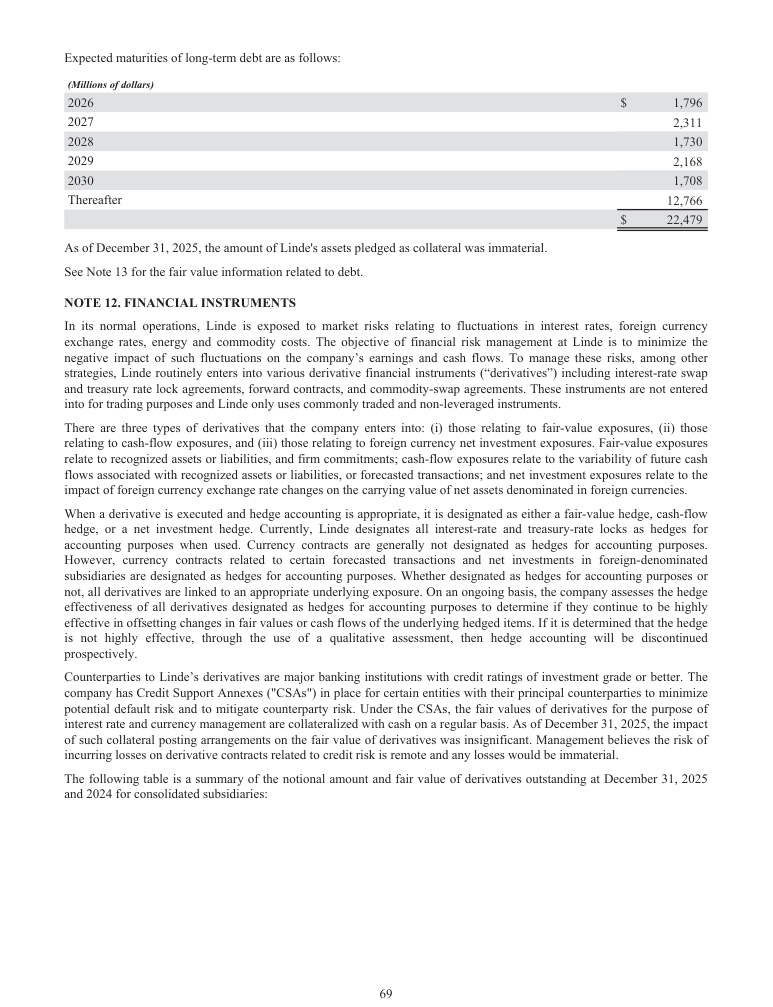 Expected maturities of long-term debt are as follows:
(Millions of dollars)
2026 $ 1,796
2027 2,311
2028 1,730
2029 2,168
2030 1,708
Thereafter 12,766
$ 22,479
As of December 31, 2025, the amount of Linde's assets pledged as collateral was immaterial.
See Note 13 for the fair value information related to debt.
NOTE 12. FINANCIAL INSTRUMENTS
In its normal operations, Linde is exposed to market risks relating to fluctuations in interest rates, foreign currency
exchange rates, energy and commodity costs. The objective of financial risk management at Linde is to minimize the
negative impact of such fluctuations on the company’s earnings and cash flows. To manage these risks, among other
strategies, Linde routinely enters into various derivative financial instruments (“derivatives”) including interest-rate swap
and treasury rate lock agreements, forward contracts, and commodity-swap agreements. These instruments are not entered
into for trading purposes and Linde only uses commonly traded and non-leveraged instruments.
There are three types of derivatives that the company enters into: (i) those relating to fair-value exposures, (ii) those
relating to cash-flow exposures, and (iii) those relating to foreign currency net investment exposures. Fair-value exposures
relate to recognized assets or liabilities, and firm commitments; cash-flow exposures relate to the variability of future cash
flows associated with recognized assets or liabilities, or forecasted transactions; and net investment exposures relate to the
impact of foreign currency exchange rate changes on the carrying value of net assets denominated in foreign currencies.
When a derivative is executed and hedge accounting is appropriate, it is designated as either a fair-value hedge, cash-flow
hedge, or a net investment hedge. Currently, Linde designates all interest-rate and treasury-rate locks as hedges for
accounting purposes when used. Currency contracts are generally not designated as hedges for accounting purposes.
However, currency contracts related to certain forecasted transactions and net investments in foreign-denominated
subsidiaries are designated as hedges for accounting purposes. Whether designated as hedges for accounting purposes or
not, all derivatives are linked to an appropriate underlying exposure. On an ongoing basis, the company assesses the hedge
effectiveness of all derivatives designated as hedges for accounting purposes to determine if they continue to be highly
effective in offsetting changes in fair values or cash flows of the underlying hedged items. If it is determined that the hedge
is not highly effective, through the use of a qualitative assessment, then hedge accounting will be discontinued
prospectively.
Counterparties to Linde’s derivatives are major banking institutions with credit ratings of investment grade or better. The
company has Credit Support Annexes ("CSAs") in place for certain entities with their principal counterparties to minimize
potential default risk and to mitigate counterparty risk. Under the CSAs, the fair values of derivatives for the purpose of
interest rate and currency management are collateralized with cash on a regular basis. As of December 31, 2025, the impact
of such collateral posting arrangements on the fair value of derivatives was insignificant. Management believes the risk of
incurring losses on derivative contracts related to credit risk is remote and any losses would be immaterial.
The following table is a summary of the notional amount and fair value of derivatives outstanding at December 31, 2025
and 2024 for consolidated subsidiaries:
69